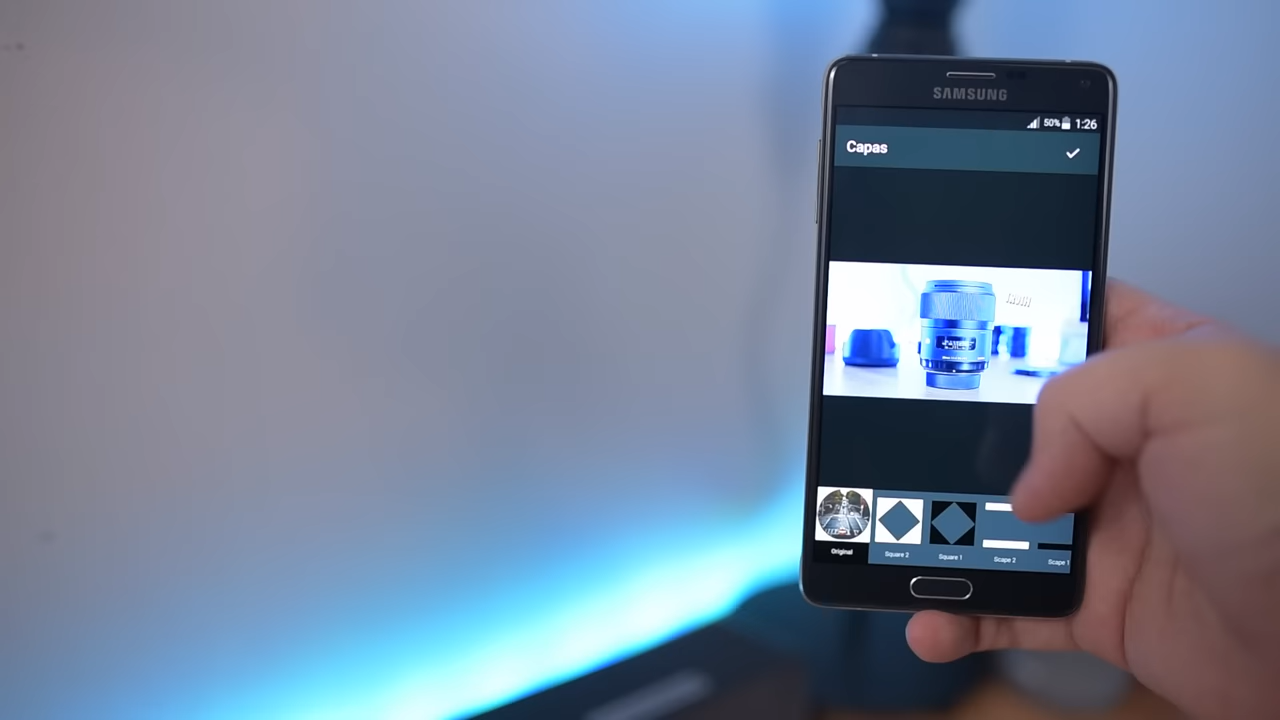 SAMSUNG
50% 1:26
Capas
Original
Square 2
Square 1
Scape 2
Scape 1